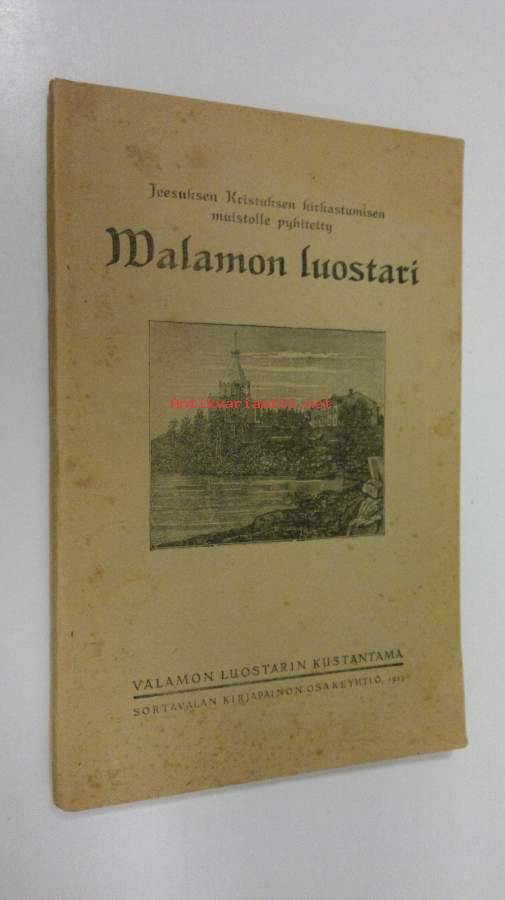 Jeesuksen Kristuksen kirkastumisen
muistolle pyhitetty
Walamon luostari
Antikvariaatti.net
VALAMON LUOSTARIN KUSTANTAMA
SORTAVALAN KIRJAPAINON OSAKEYHTIÖ,